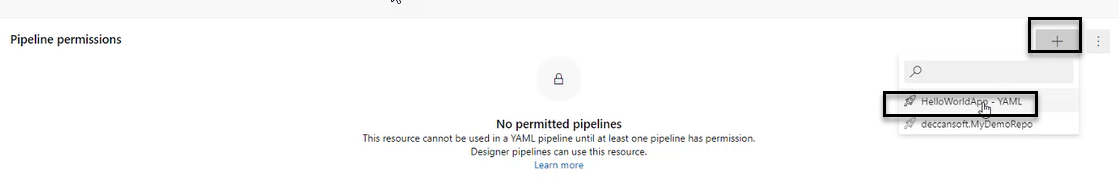 Pipeline permissions
HelloWorldApp - YAML
deccansoft.MyDemoRepo
No permitted pipelines
This resource cannot be used in a YAML pipeline until at least one pipeline has permission.
Designer pipelines can use this resource.
Learn more